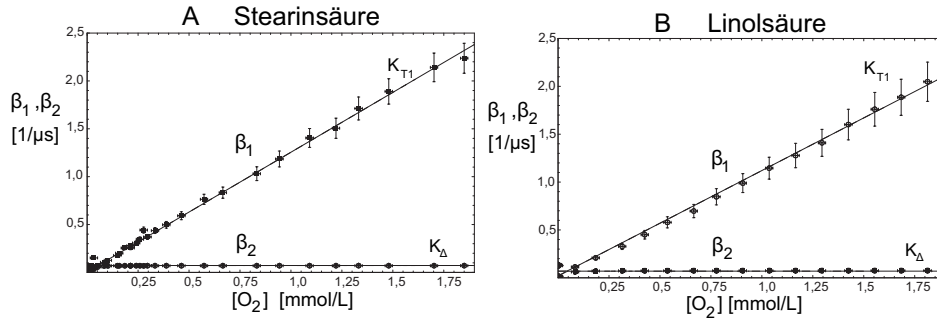 A Stearinsäure
2,5
2,0
1,5
1,0
0,5
β1 ,β2
[1/µs]
KT1
β1
β2
KΔ
0,25 0,5 0,75 1,0 1,25 1,5 1,75
[O2] [mmol/L]
B Linolsäure
2,5
2,0
1,5
1,0
0,5
β1 ,β2
[1/µs]
KT1
β1
β2
KΔ
0,25 0,5 0,75 1,0 1,25 1,5 1,75
[O2] [mmol/L]